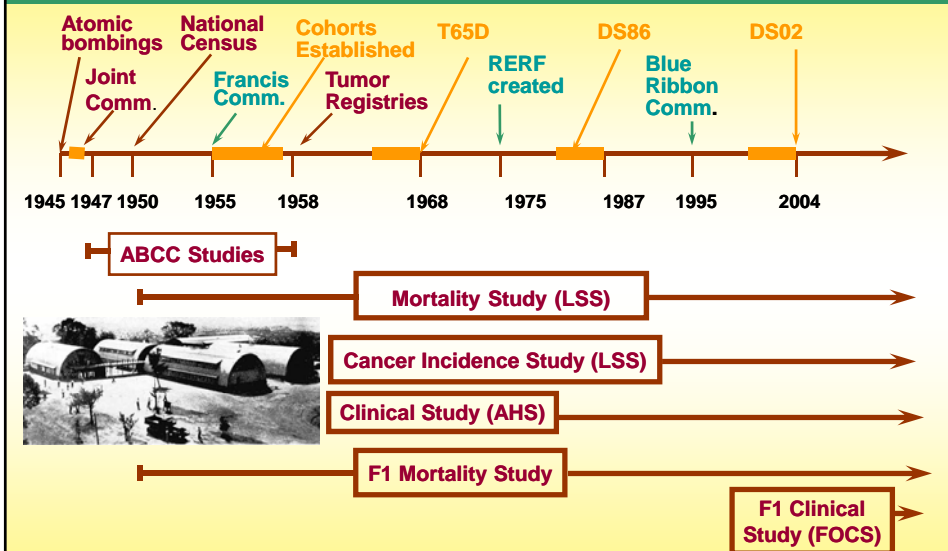 Atomic
bombings
National
Census
Cohorts
Established
T65D
DS86
DS02
Joint
Comm.
Francis
Comm.
Tumor
Registries
RERF
created
Blue
Ribbon
Comm.
1945 1947 1950 1955 1958 1968 1975 1987 1995 2004
ABCC Studies
Mortality Study (LSS)
Cancer Incidence Study (LSS)
Clinical Study (AHS)
F1 Mortality Study
F1 Clinical
Study (FOCS)